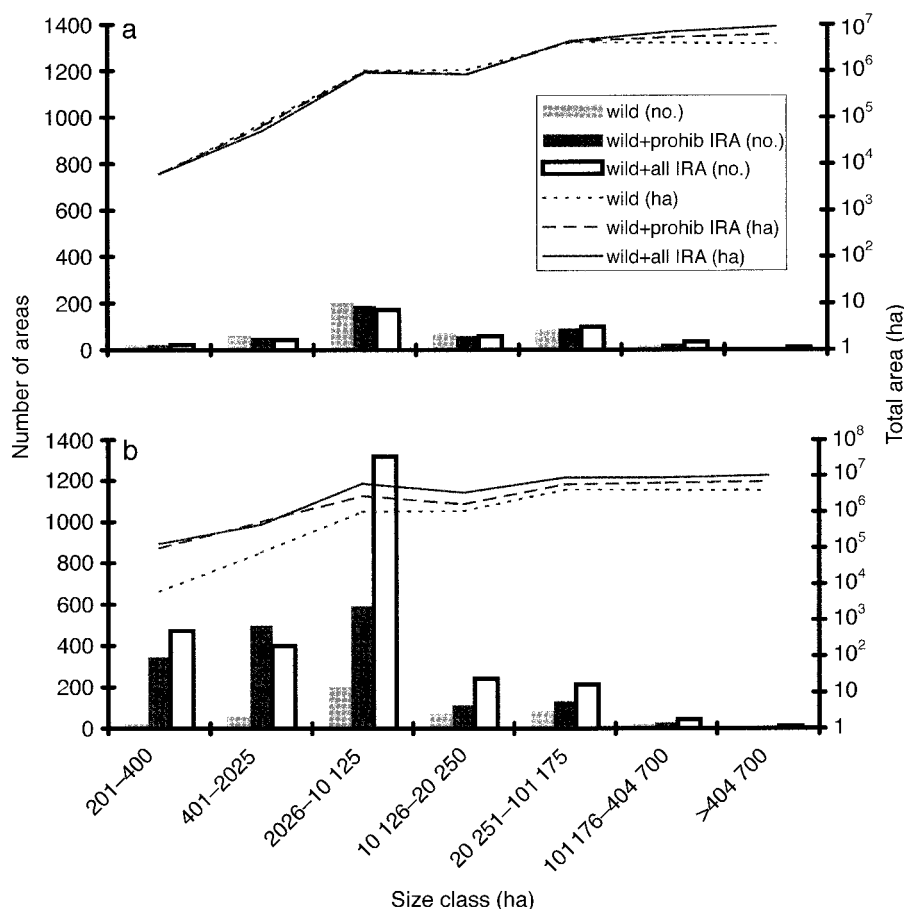 a
1400
1200
1000
800
600
400
200
0
10⁷
10⁶
10⁵
10⁴
10³
10²
10
1
wild (no.)
wild+prohib IRA (no.)
wild+all IRA (no.)
wild (ha)
wild+prohib IRA (ha)
wild+all IRA (ha)
Number of areas
Total area (ha)
b
1400
1200
1000
800
600
400
200
0
10⁸
10⁷
10⁶
10⁵
10⁴
10³
10²
10
1
201–400
401–2025
2026–10 125
10 126–20 250
20 251–101 175
101 176–404 700
>404 700
Size class (ha)